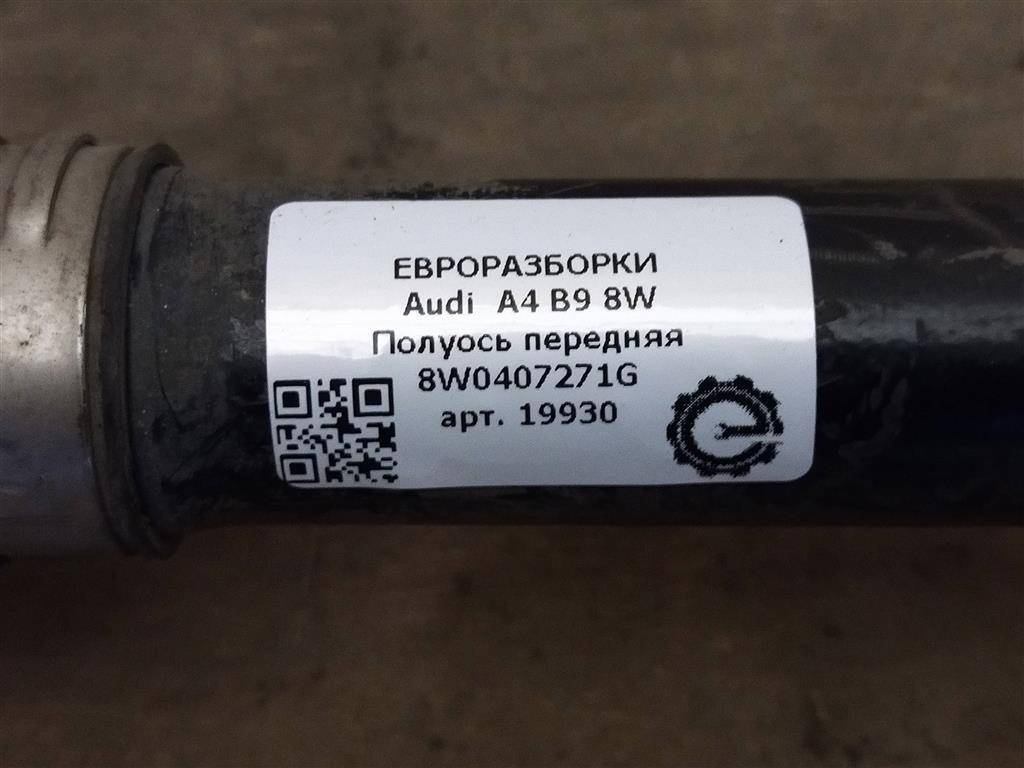 ЕВРОРАЗБОРКИ
Audi A4 B9 8W
Полуось передняя
8W0407271G
арт. 19930